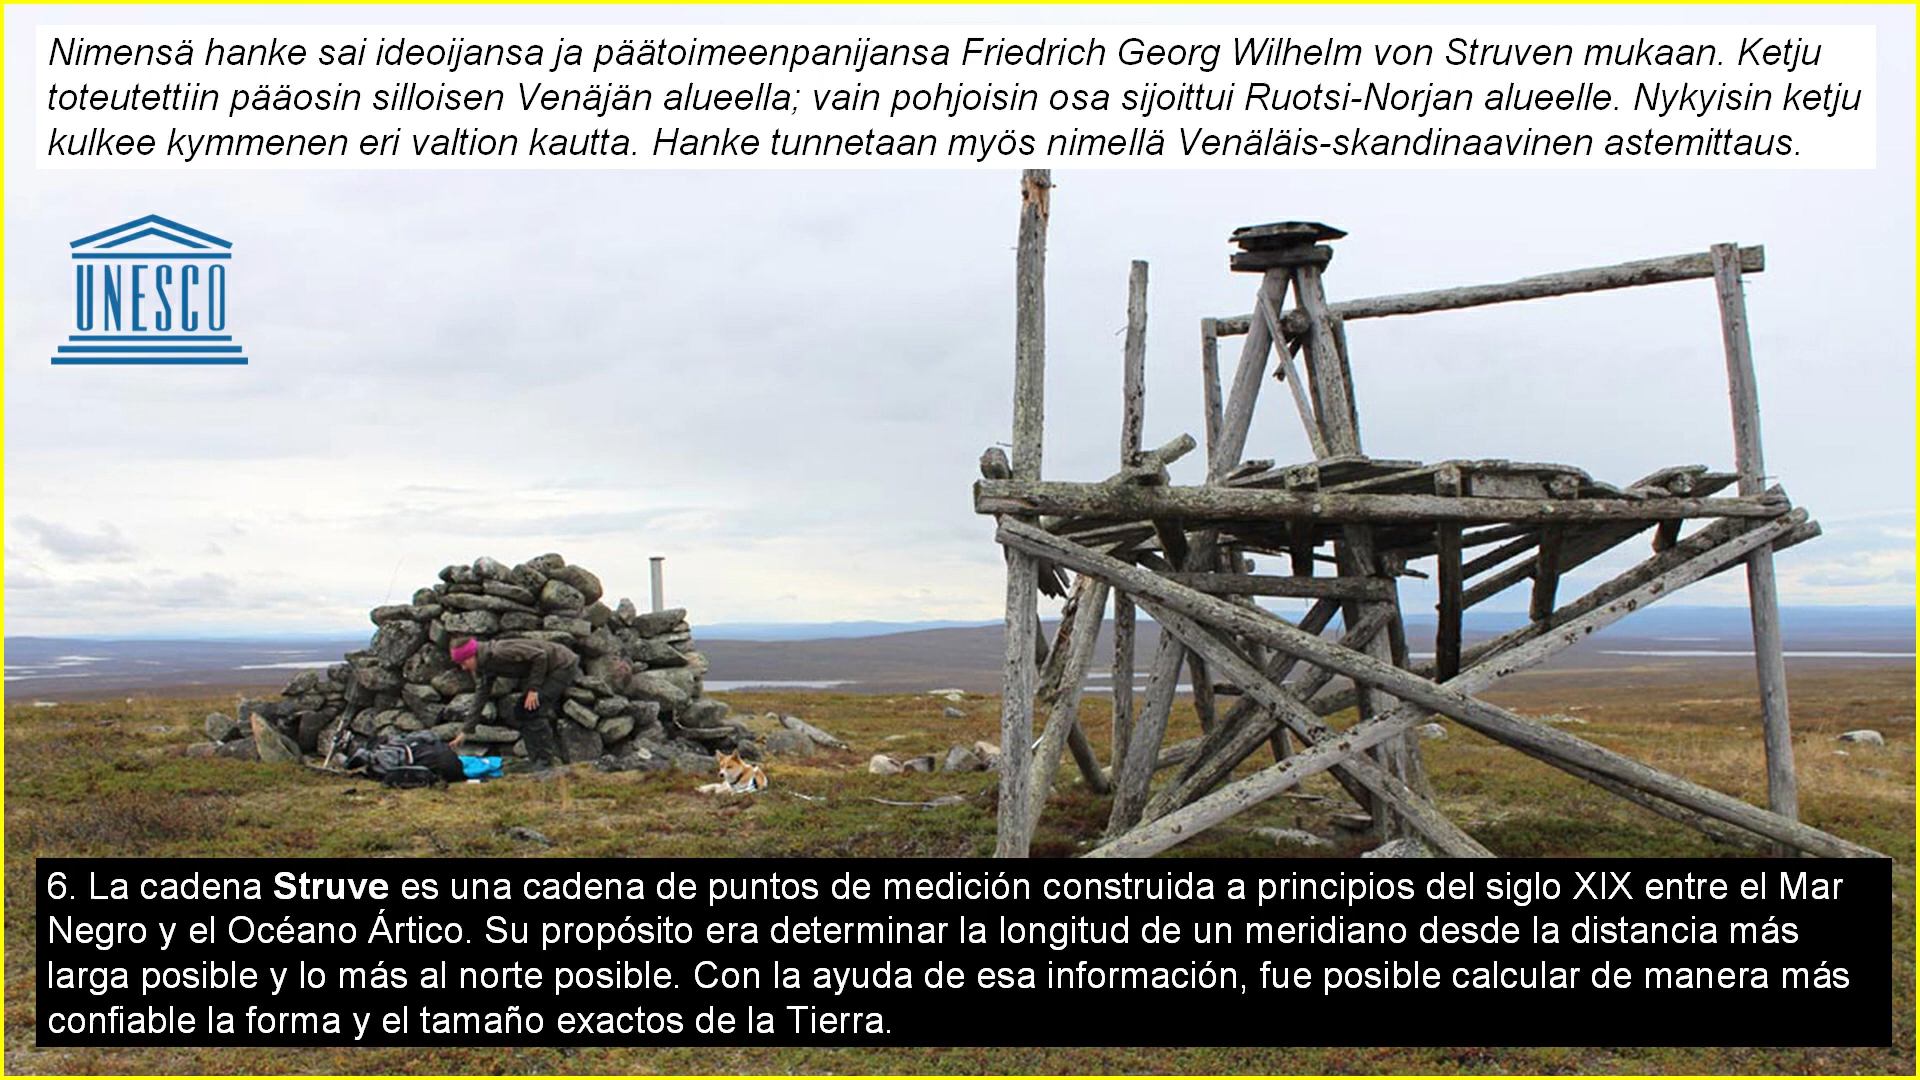 Nimensä hanke sai ideoijansa ja päätoimeenpanijansa Friedrich Georg Wilhelm von Struven mukaan. Ketju
toteutettiin pääosin silloisen Venäjän alueella; vain pohjoisin osa sijoittui Ruotsi-Norjan alueelle. Nykyisin ketju
kulkee kymmenen eri valtion kautta. Hanke tunnetaan myös nimellä Venäläis-skandinaavinen astemittaus.
UNESCO
6. La cadena Struve es una cadena de puntos de medición construida a principios del siglo XIX entre el Mar
Negro y el Océano Ártico. Su propósito era determinar la longitud de un meridiano desde la distancia más
larga posible y lo más al norte posible. Con la ayuda de esa información, fue posible calcular de manera más
confiable la forma y el tamaño exactos de la Tierra.